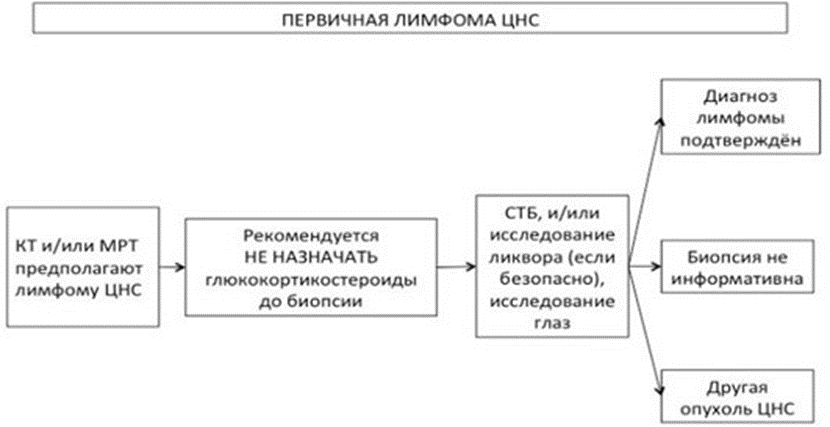 ПЕРВИЧНАЯ ЛИМФОМА ЦНС
КТ и/или МРТ
предполагают
лимфому ЦНС
Рекомендуется
НЕ НАЗНАЧАТЬ
глюкокортикостероиды
до биопсии
СТБ, и/или
исследование
ликвора (если
безопасно),
исследование
глаз
Диагноз
лимфомы
подтверждён
Биопсия не
информативна
Другая
опухоль ЦНС